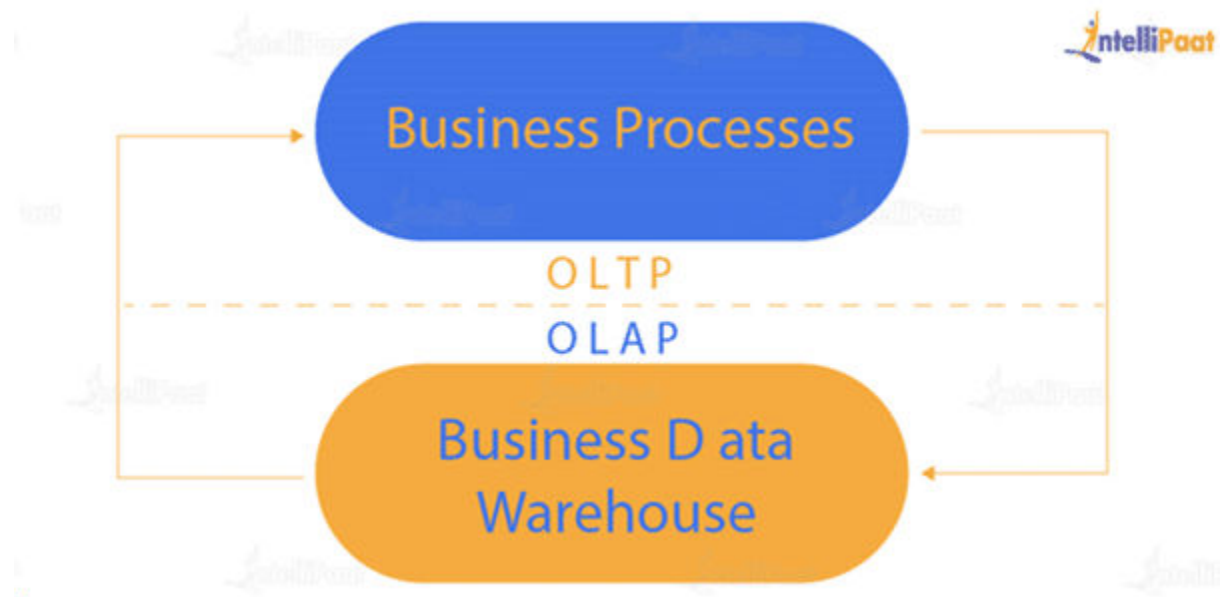 IntelliPaat
Business Processes
OLTP
OLAP
Business D ata
Warehouse